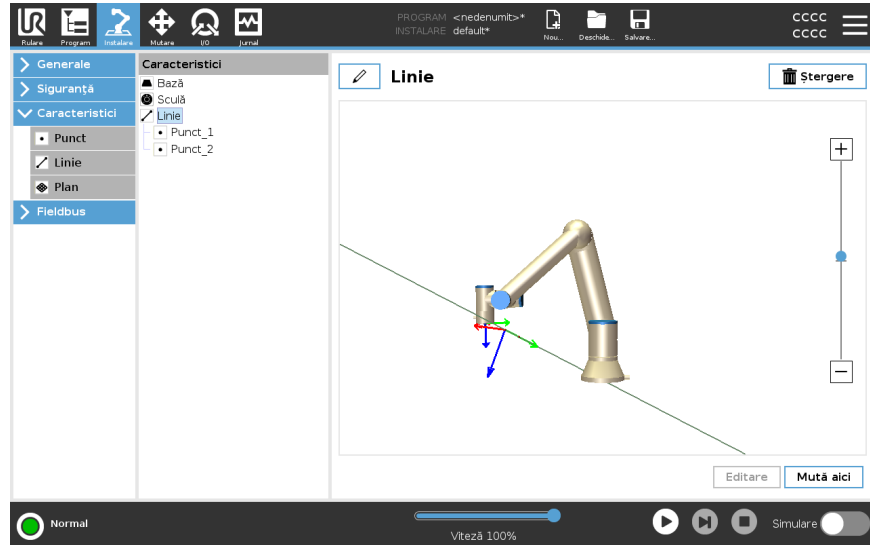 UR
PROGRAM <nedenumit>*
INSTALARE default*
CCCC
CCCC
Rulare Program Instalare Mutare I/O Jurnal Nou... Deschide... Salvare...
Generale
Siguranță
Caracteristici
Punct
Linie
Plan
Fieldbus
Caracteristici
Bază
Sculă
Linie
Punct_1
Punct_2
Linie
Ștergere
Editare Mută aici
Normal
Viteză 100%
Simulare